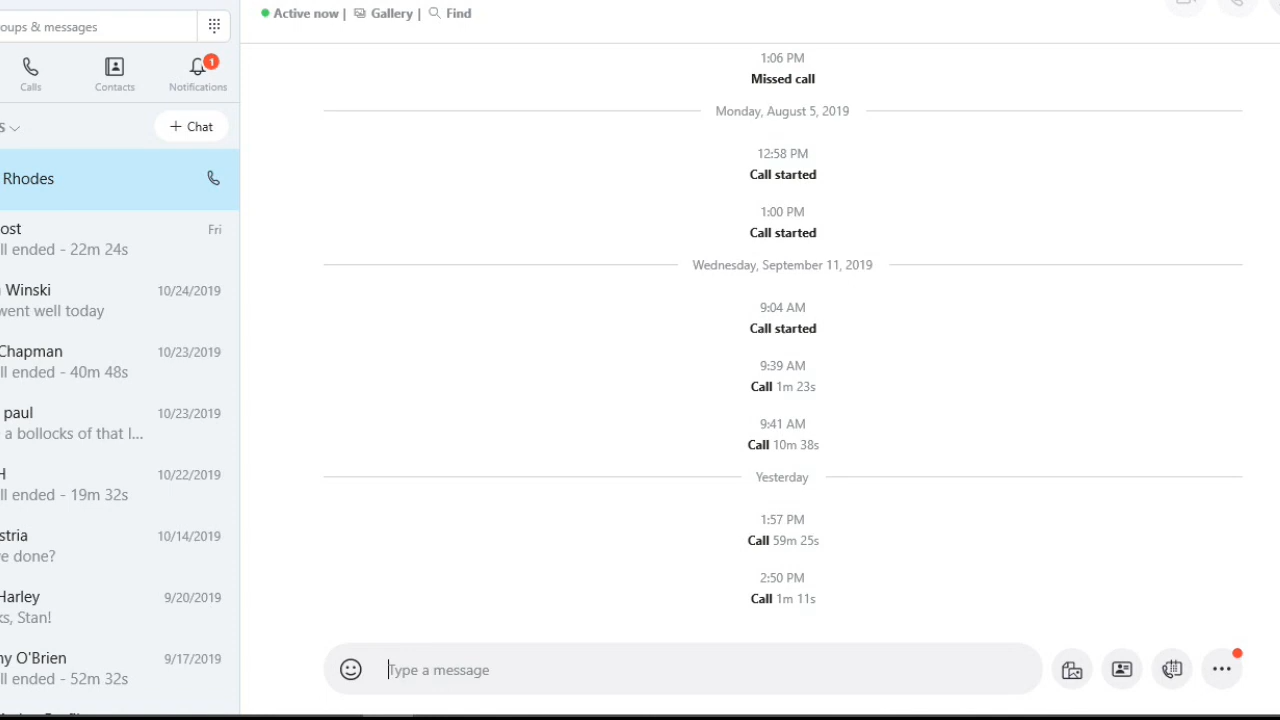 oups & messages
Calls
Contacts
1
Notifications
+ Chat
Rhodes
ost Fri
ll ended - 22m 24s
Winski 10/24/2019
went well today
Chapman 10/23/2019
ll ended - 40m 48s
paul 10/23/2019
a bollocks of that l...
H 10/22/2019
ll ended - 19m 32s
stria 10/14/2019
e done?
Harley 9/20/2019
s, Stan!
ny O'Brien 9/17/2019
ll ended - 52m 32s
Active now | Gallery | Find
1:06 PM
Missed call
Monday, August 5, 2019
12:58 PM
Call started
1:00 PM
Call started
Wednesday, September 11, 2019
9:04 AM
Call started
9:39 AM
Call 1m 23s
9:41 AM
Call 10m 38s
Yesterday
1:57 PM
Call 59m 25s
2:50 PM
Call 1m 11s
Type a message